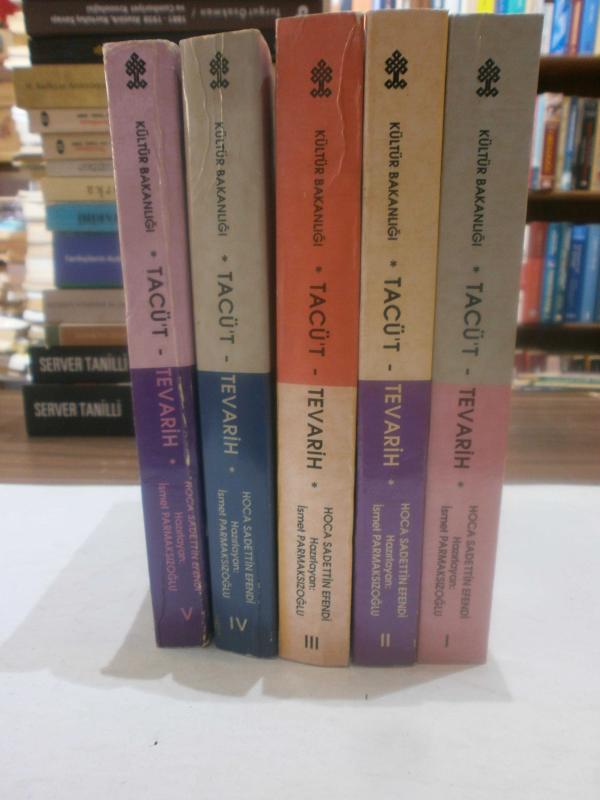 KÜLTÜR BAKANLIĞI * TACÜ'T - TEVARİH *
HOCA SADETTİN EFENDİ
Hazırlayan:
İsmet PARMAKSIZOĞLU
V
KÜLTÜR BAKANLIĞI * TACÜ'T - TEVARİH *
HOCA SADETTİN EFENDİ
Hazırlayan:
İsmet PARMAKSIZOĞLU
IV
KÜLTÜR BAKANLIĞI * TACÜ'T - TEVARİH *
HOCA SADETTİN EFENDİ
Hazırlayan:
İsmet PARMAKSIZOĞLU
III
KÜLTÜR BAKANLIĞI * TACÜ'T - TEVARİH *
HOCA SADETTİN EFENDİ
Hazırlayan:
İsmet PARMAKSIZOĞLU
II
KÜLTÜR BAKANLIĞI * TACÜ'T - TEVARİH *
HOCA SADETTİN EFENDİ
Hazırlayan:
İsmet PARMAKSIZOĞLU
I
Turgut Özakman
SERVER TANİLLİ
SERVER TANİLLİ